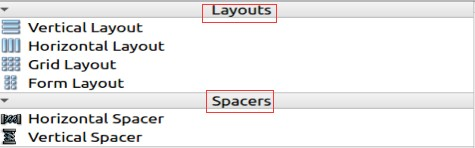 Layouts
Vertical Layout
Horizontal Layout
Grid Layout
Form Layout
Spacers
Horizontal Spacer
Vertical Spacer